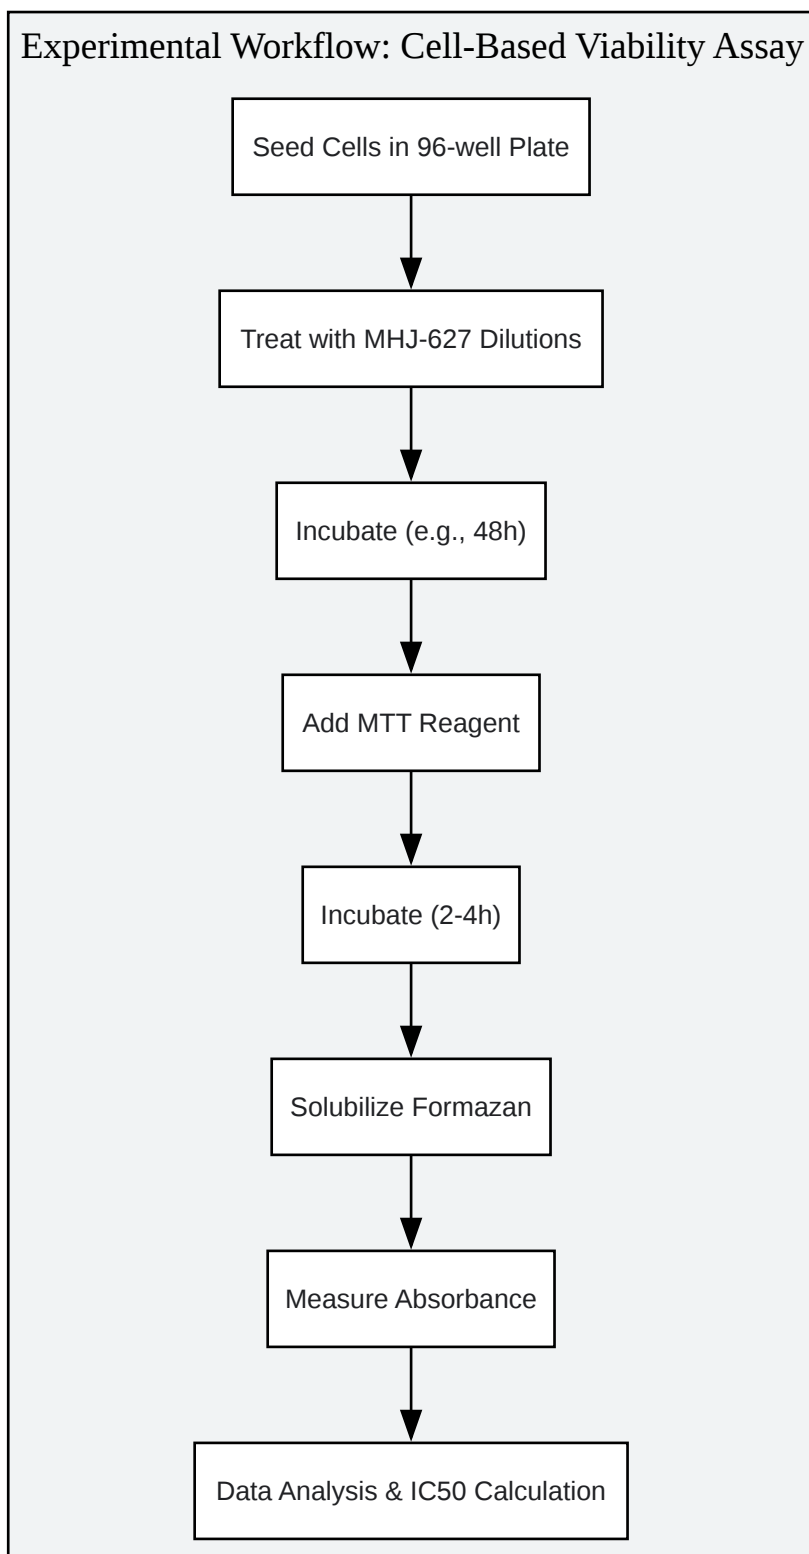 Experimental Workflow: Cell-Based Viability Assay
Seed Cells in 96-well Plate
Treat with MHJ-627 Dilutions
Incubate (e.g., 48h)
Add MTT Reagent
Incubate (2-4h)
Solubilize Formazan
Measure Absorbance
Data Analysis & IC50 Calculation